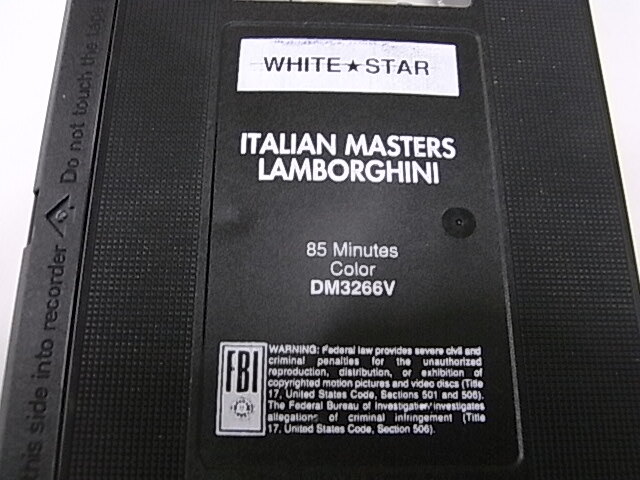 WHITE★STAR
ITALIAN MASTERS
LAMBORGHINI
85 Minutes
Color
DM3266V
FBI
WARNING: Federal law provides severe civil and
criminal penalties for the unauthorized
reproduction, distribution, or exhibition of
copyrighted motion pictures and video discs (Title
17, United States Code, Sections 501 and 506).
The Federal Bureau of Investigation investigates
allegations of criminal infringement (Title
17, United States Code, Section 506).
this side into recorder Do not touch the tape